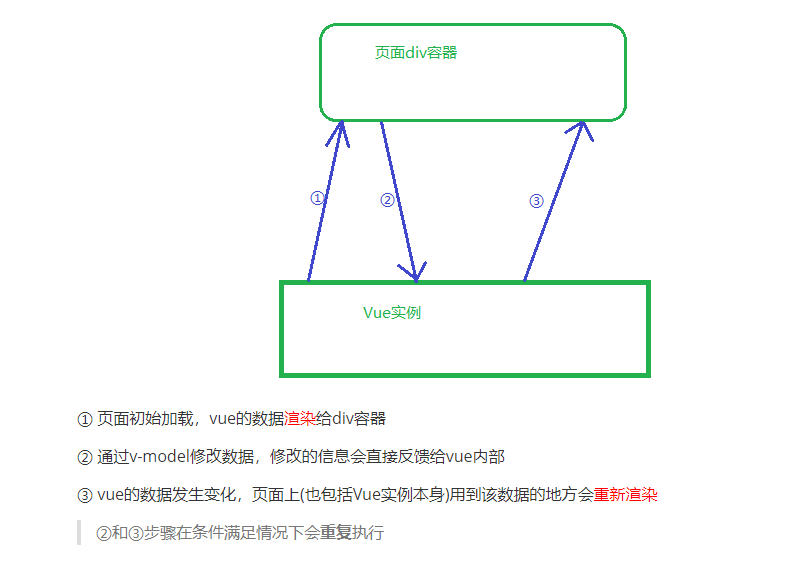 页面div容器
①
②
③
Vue实例
① 页面初始加载，vue的数据渲染给div容器
② 通过v-model修改数据，修改的信息会直接反馈给vue内部
③ vue的数据发生变化，页面上(也包括Vue实例本身)用到该数据的地方会重新渲染
②和③步骤在条件满足情况下会重复执行